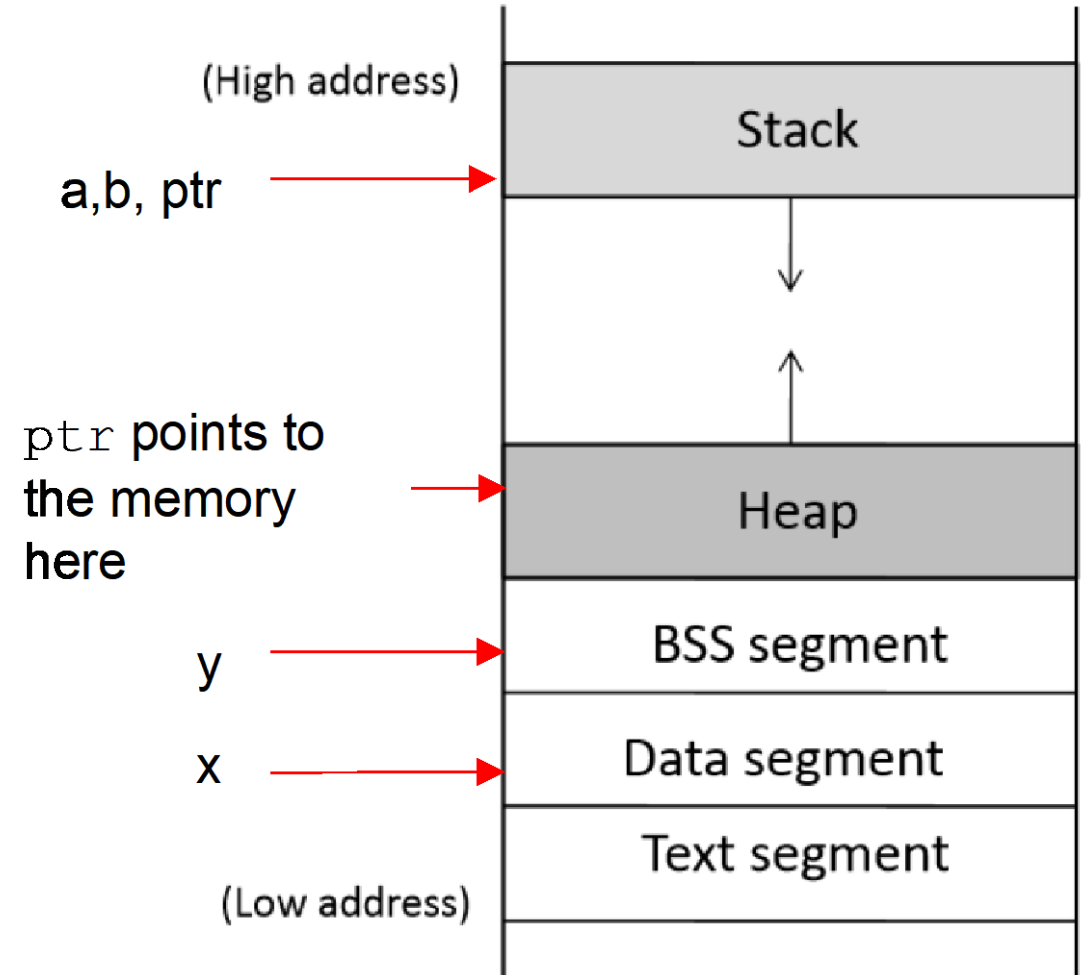 (High address)
Stack
a,b, ptr
ptr points to
the memory
here
Heap
y
BSS segment
x
Data segment
Text segment
(Low address)